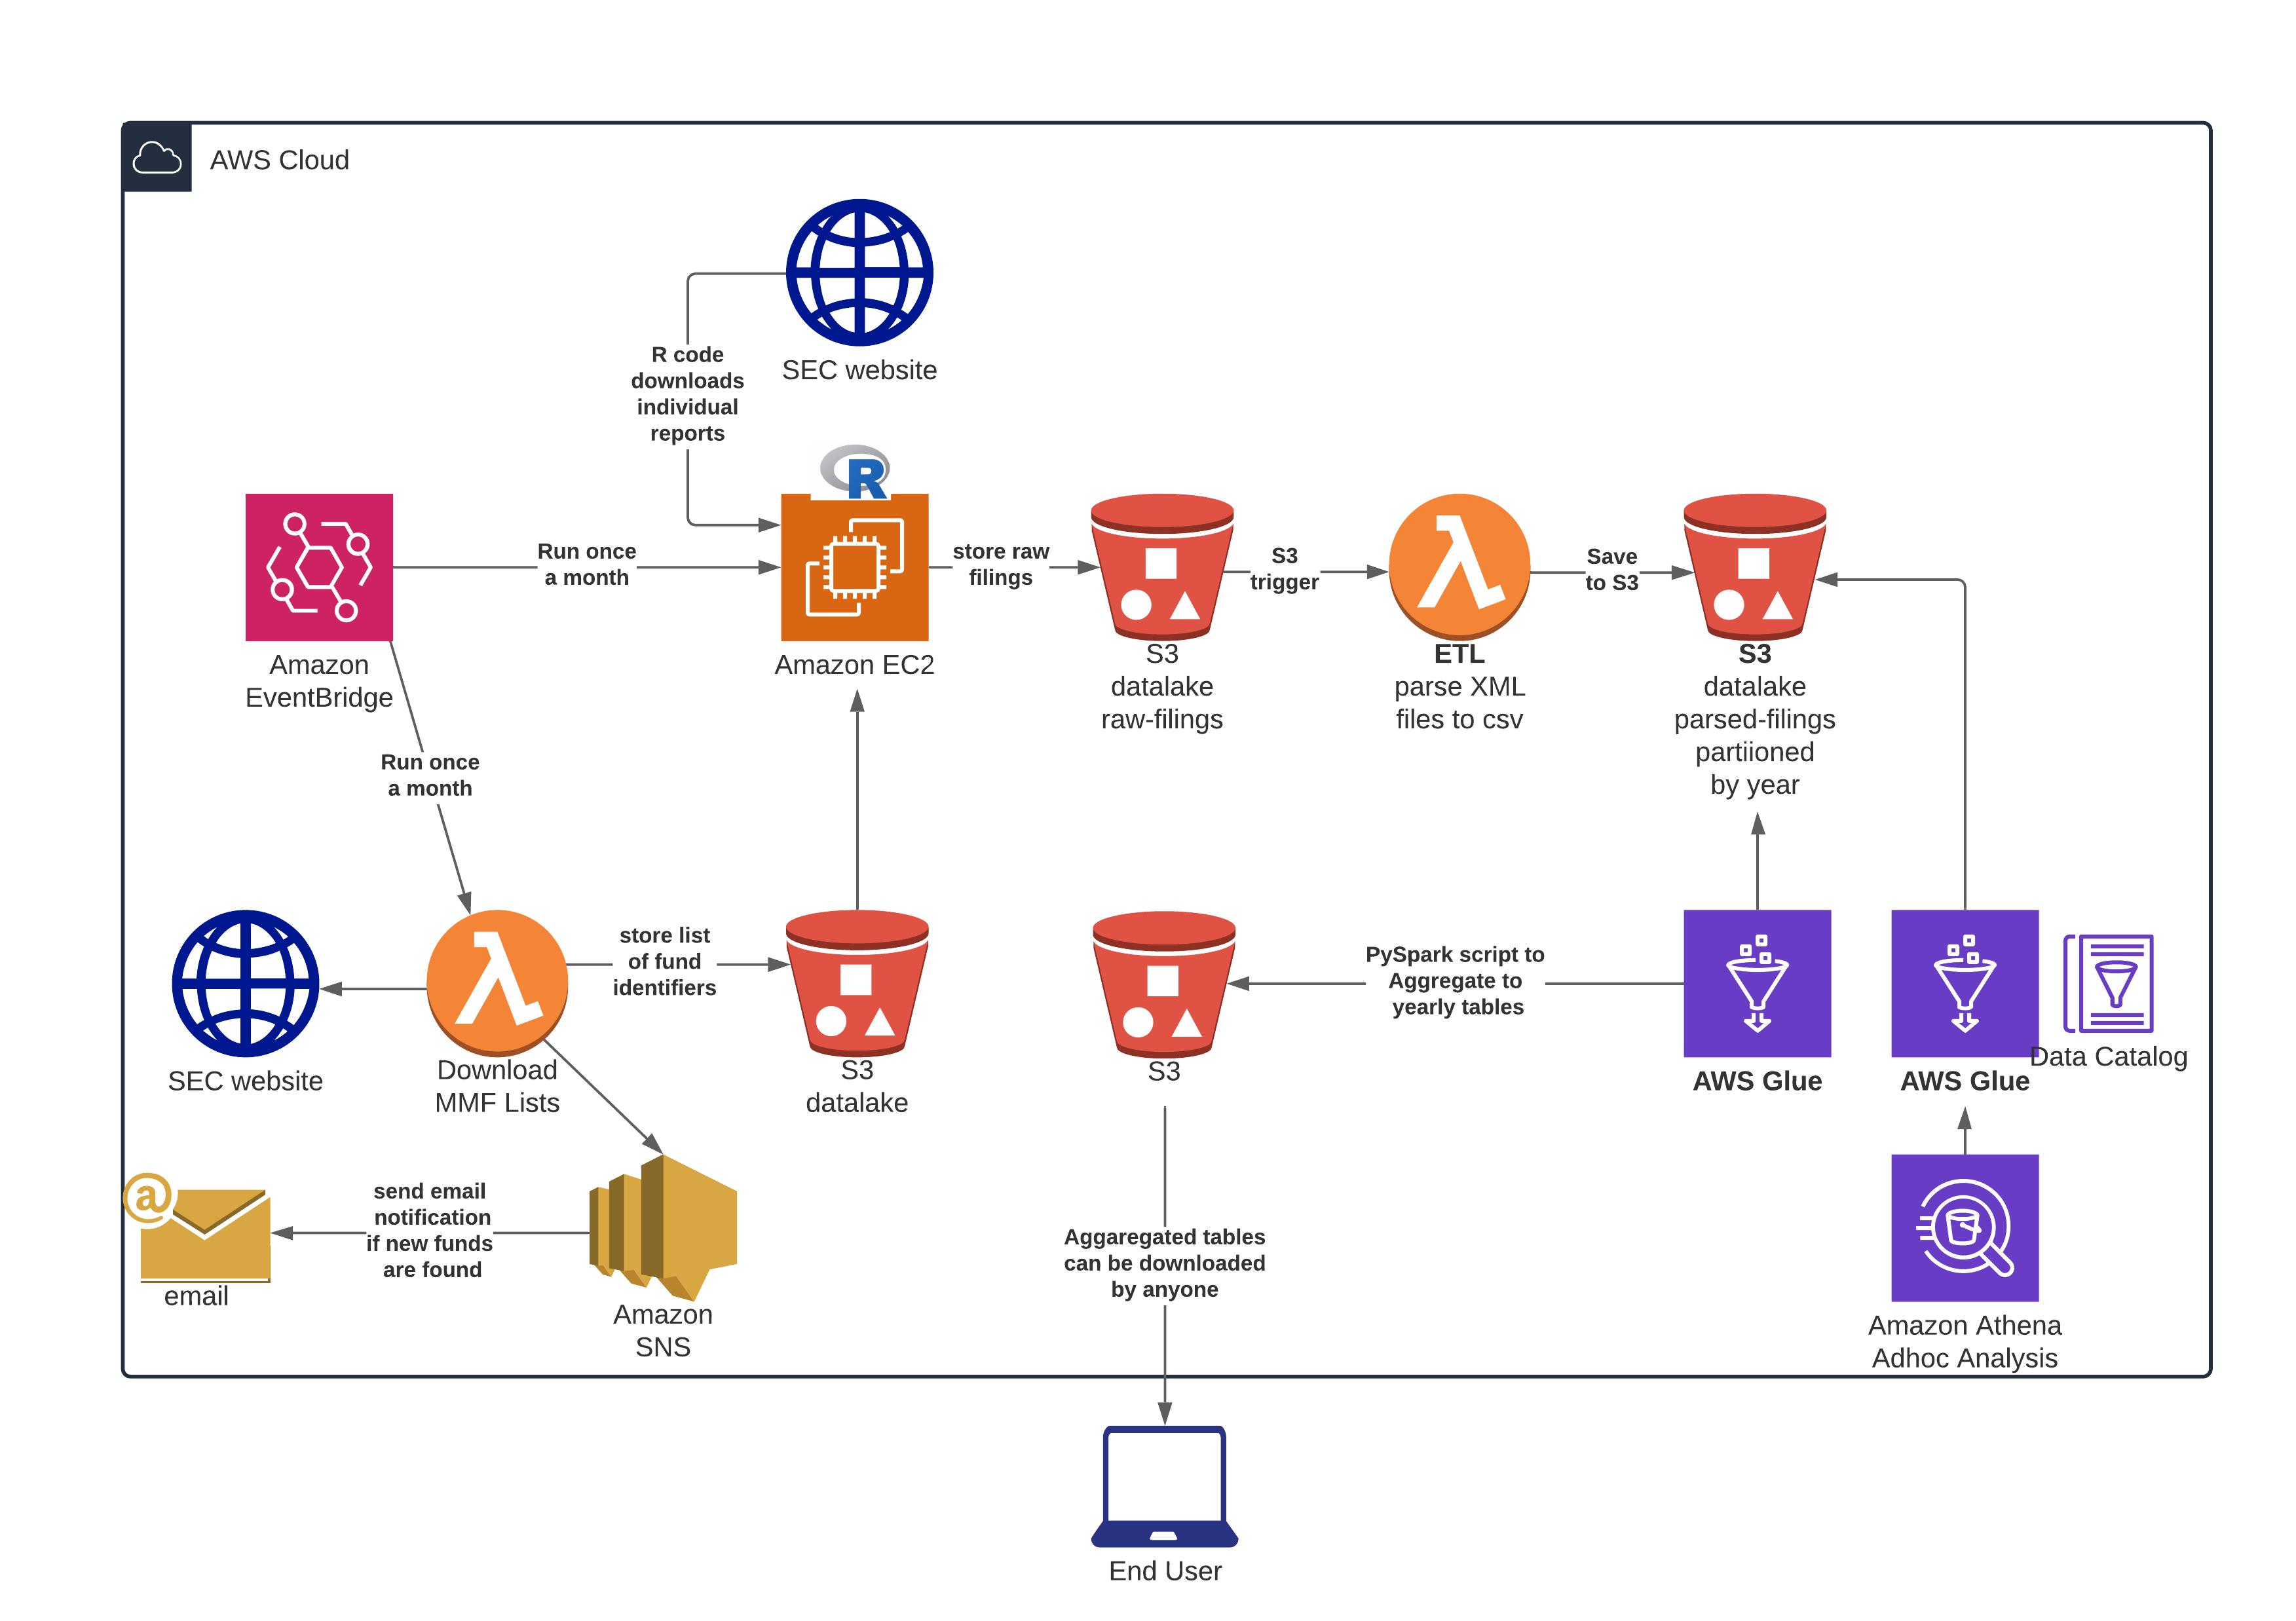 AWS Cloud
SEC website
R code
downloads
individual
reports
R
Run once
a month
store raw
filings
S3
trigger
Save
to S3
Amazon
EventBridge
Amazon EC2
S3
datalake
raw-filings
ETL
parse XML
files to csv
S3
datalake
parsed-filings
partiioned
by year
Run once
a month
store list
of fund
identifiers
PySpark script to
Aggregate to
yearly tables
SEC website
Download
MMF Lists
S3
datalake
S3
AWS Glue
AWS Glue
Data Catalog
@
send email
notification
if new funds
are found
email
Amazon
SNS
Aggaregated tables
can be downloaded
by anyone
Amazon Athena
Adhoc Analysis
End User